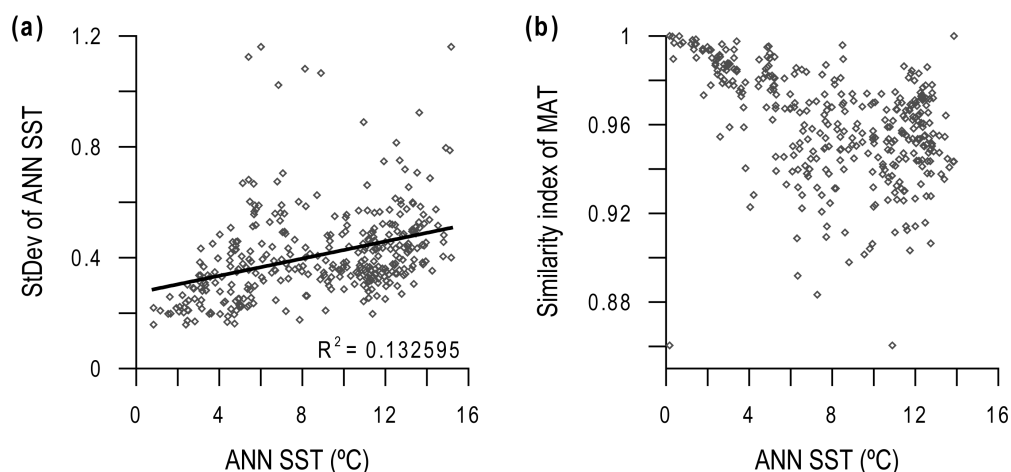 (a)
1.2
0.8
0.4
0
StDev of ANN SST
R² = 0.132595
0 4 8 12 16
ANN SST (ºC)
(b)
1
0.96
0.92
0.88
Similarity index of MAT
0 4 8 12 16
ANN SST (ºC)